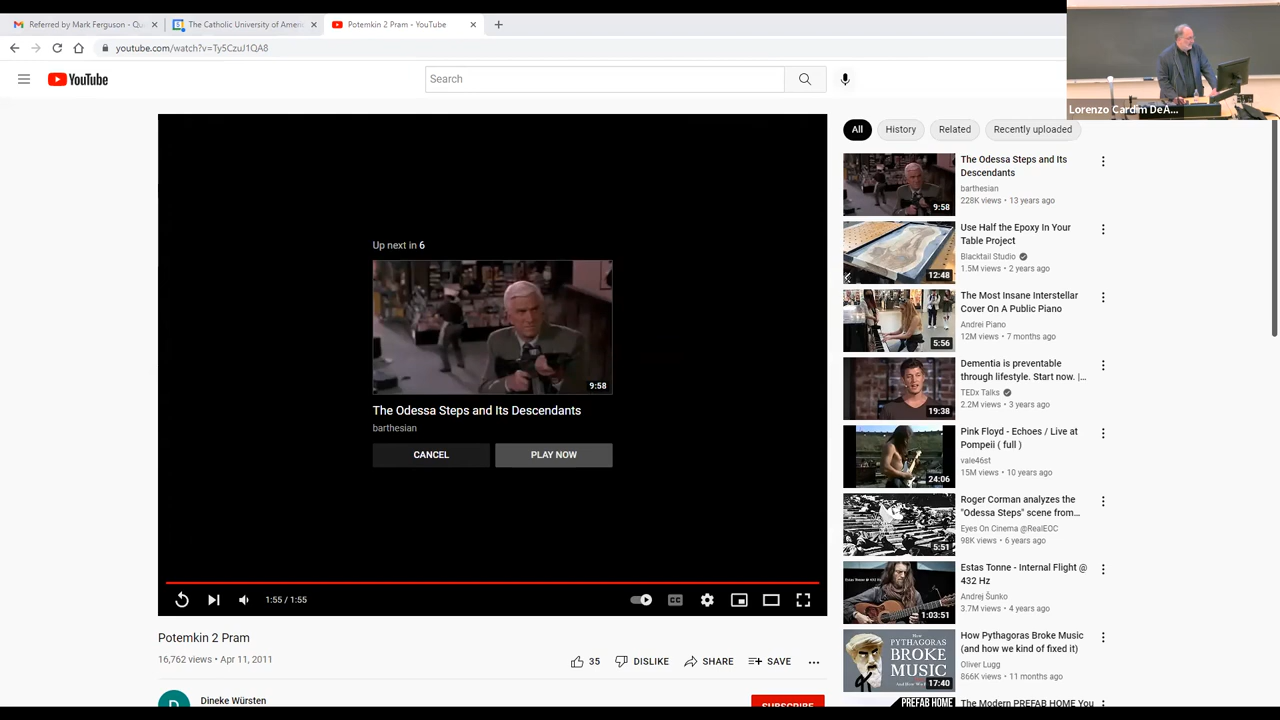 Referred by Mark Ferguson - Qu
The Catholic University of Ameri
Potemkin 2 Pram - YouTube
youtube.com/watch?v=Ty5CzuJ1QA8
YouTube
Search
Lorenzo Cardim DeA...
All
History
Related
Recently uploaded
The Odessa Steps and Its
Descendants
barthesian
228K views • 13 years ago
9:58
Use Half the Epoxy In Your
Table Project
Blacktail Studio
1.5M views • 2 years ago
12:48
The Most Insane Interstellar
Cover On A Public Piano
Andrei Piano
12M views • 7 months ago
5:56
Dementia is preventable
through lifestyle. Start now. |...
TEDx Talks
2.2M views • 3 years ago
19:38
Pink Floyd - Echoes / Live at
Pompeii ( full )
vale46st
15M views • 10 years ago
24:06
Roger Corman analyzes the
"Odessa Steps" scene from...
Eyes On Cinema @RealEOC
98K views • 6 years ago
5:51
Estas Tonne - Internal Flight @
432 Hz
Andrej Šunko
3.7M views • 4 years ago
1:03:51
How Pythagoras Broke Music
(and how we kind of fixed it)
Oliver Lugg
866K views • 11 months ago
PYTHAGORAS
BROKE
MUSIC
17:40
The Modern PREFAB HOME You
PREFAB HOME
Up next in 6
9:58
The Odessa Steps and Its Descendants
barthesian
CANCEL
PLAY NOW
1:55 / 1:55
CC
Potemkin 2 Pram
16,762 views • Apr 11, 2011
35
DISLIKE
SHARE
SAVE
D
Dineke Würsten
SUBSCRIBE